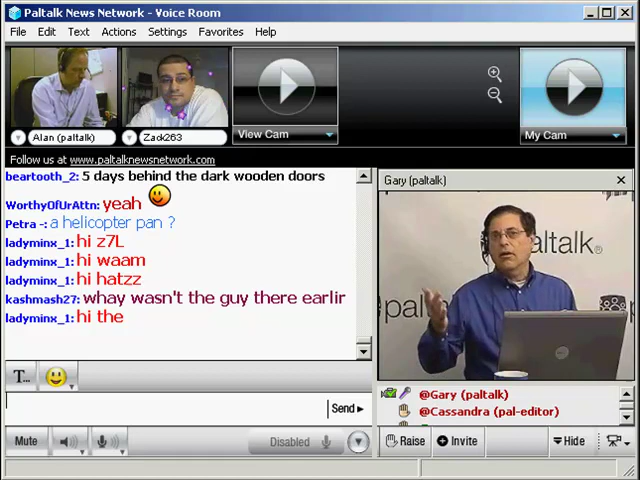 Paltalk News Network - Voice Room
File Edit Text Actions Settings Favorites Help
Alan (paltalk)
Zack263
View Cam
My Cam
Follow us at www.paltalknewsnetwork.com
beartooth_2: 5 days behind the dark wooden doors
WorthyOfUrAttn: yeah
Petra -: a helicopter pan ?
ladyminx_1: hi z7L
ladyminx_1: hi waam
ladyminx_1: hi hatzz
kashmash27: whay wasn't the guy there earlir
ladyminx_1: hi the
T...
Send
Mute
Disabled
Gary (paltalk)
paltalk®
pal
@Gary (paltalk)
@Cassandra (pal-editor)
Raise
Invite
Hide